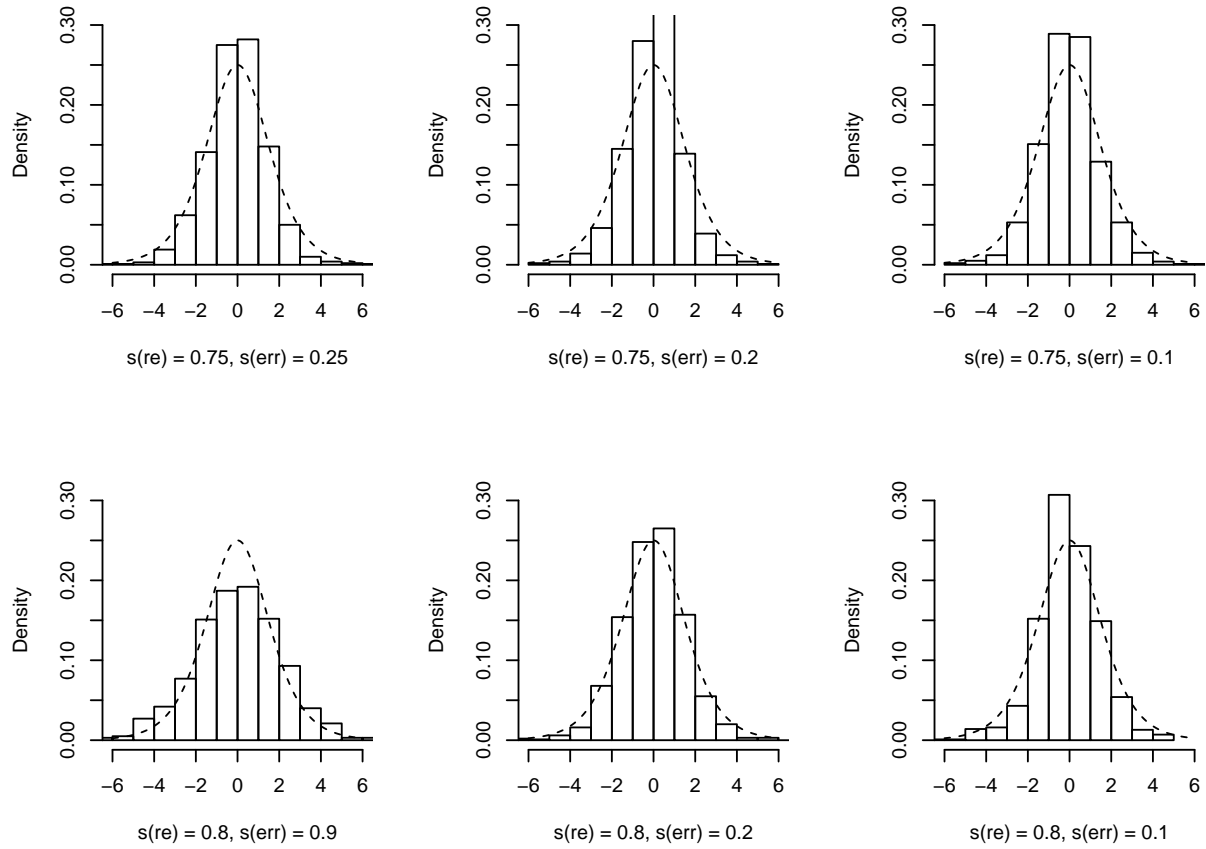 Density
0.00 0.10 0.20 0.30
−6 −4 −2 0 2 4 6
s(re) = 0.75, s(err) = 0.25
Density
0.00 0.10 0.20 0.30
−6 −4 −2 0 2 4 6
s(re) = 0.75, s(err) = 0.2
Density
0.00 0.10 0.20 0.30
−6 −4 −2 0 2 4 6
s(re) = 0.75, s(err) = 0.1
Density
0.00 0.10 0.20 0.30
−6 −4 −2 0 2 4 6
s(re) = 0.8, s(err) = 0.9
Density
0.00 0.10 0.20 0.30
−6 −4 −2 0 2 4 6
s(re) = 0.8, s(err) = 0.2
Density
0.00 0.10 0.20 0.30
−6 −4 −2 0 2 4 6
s(re) = 0.8, s(err) = 0.1